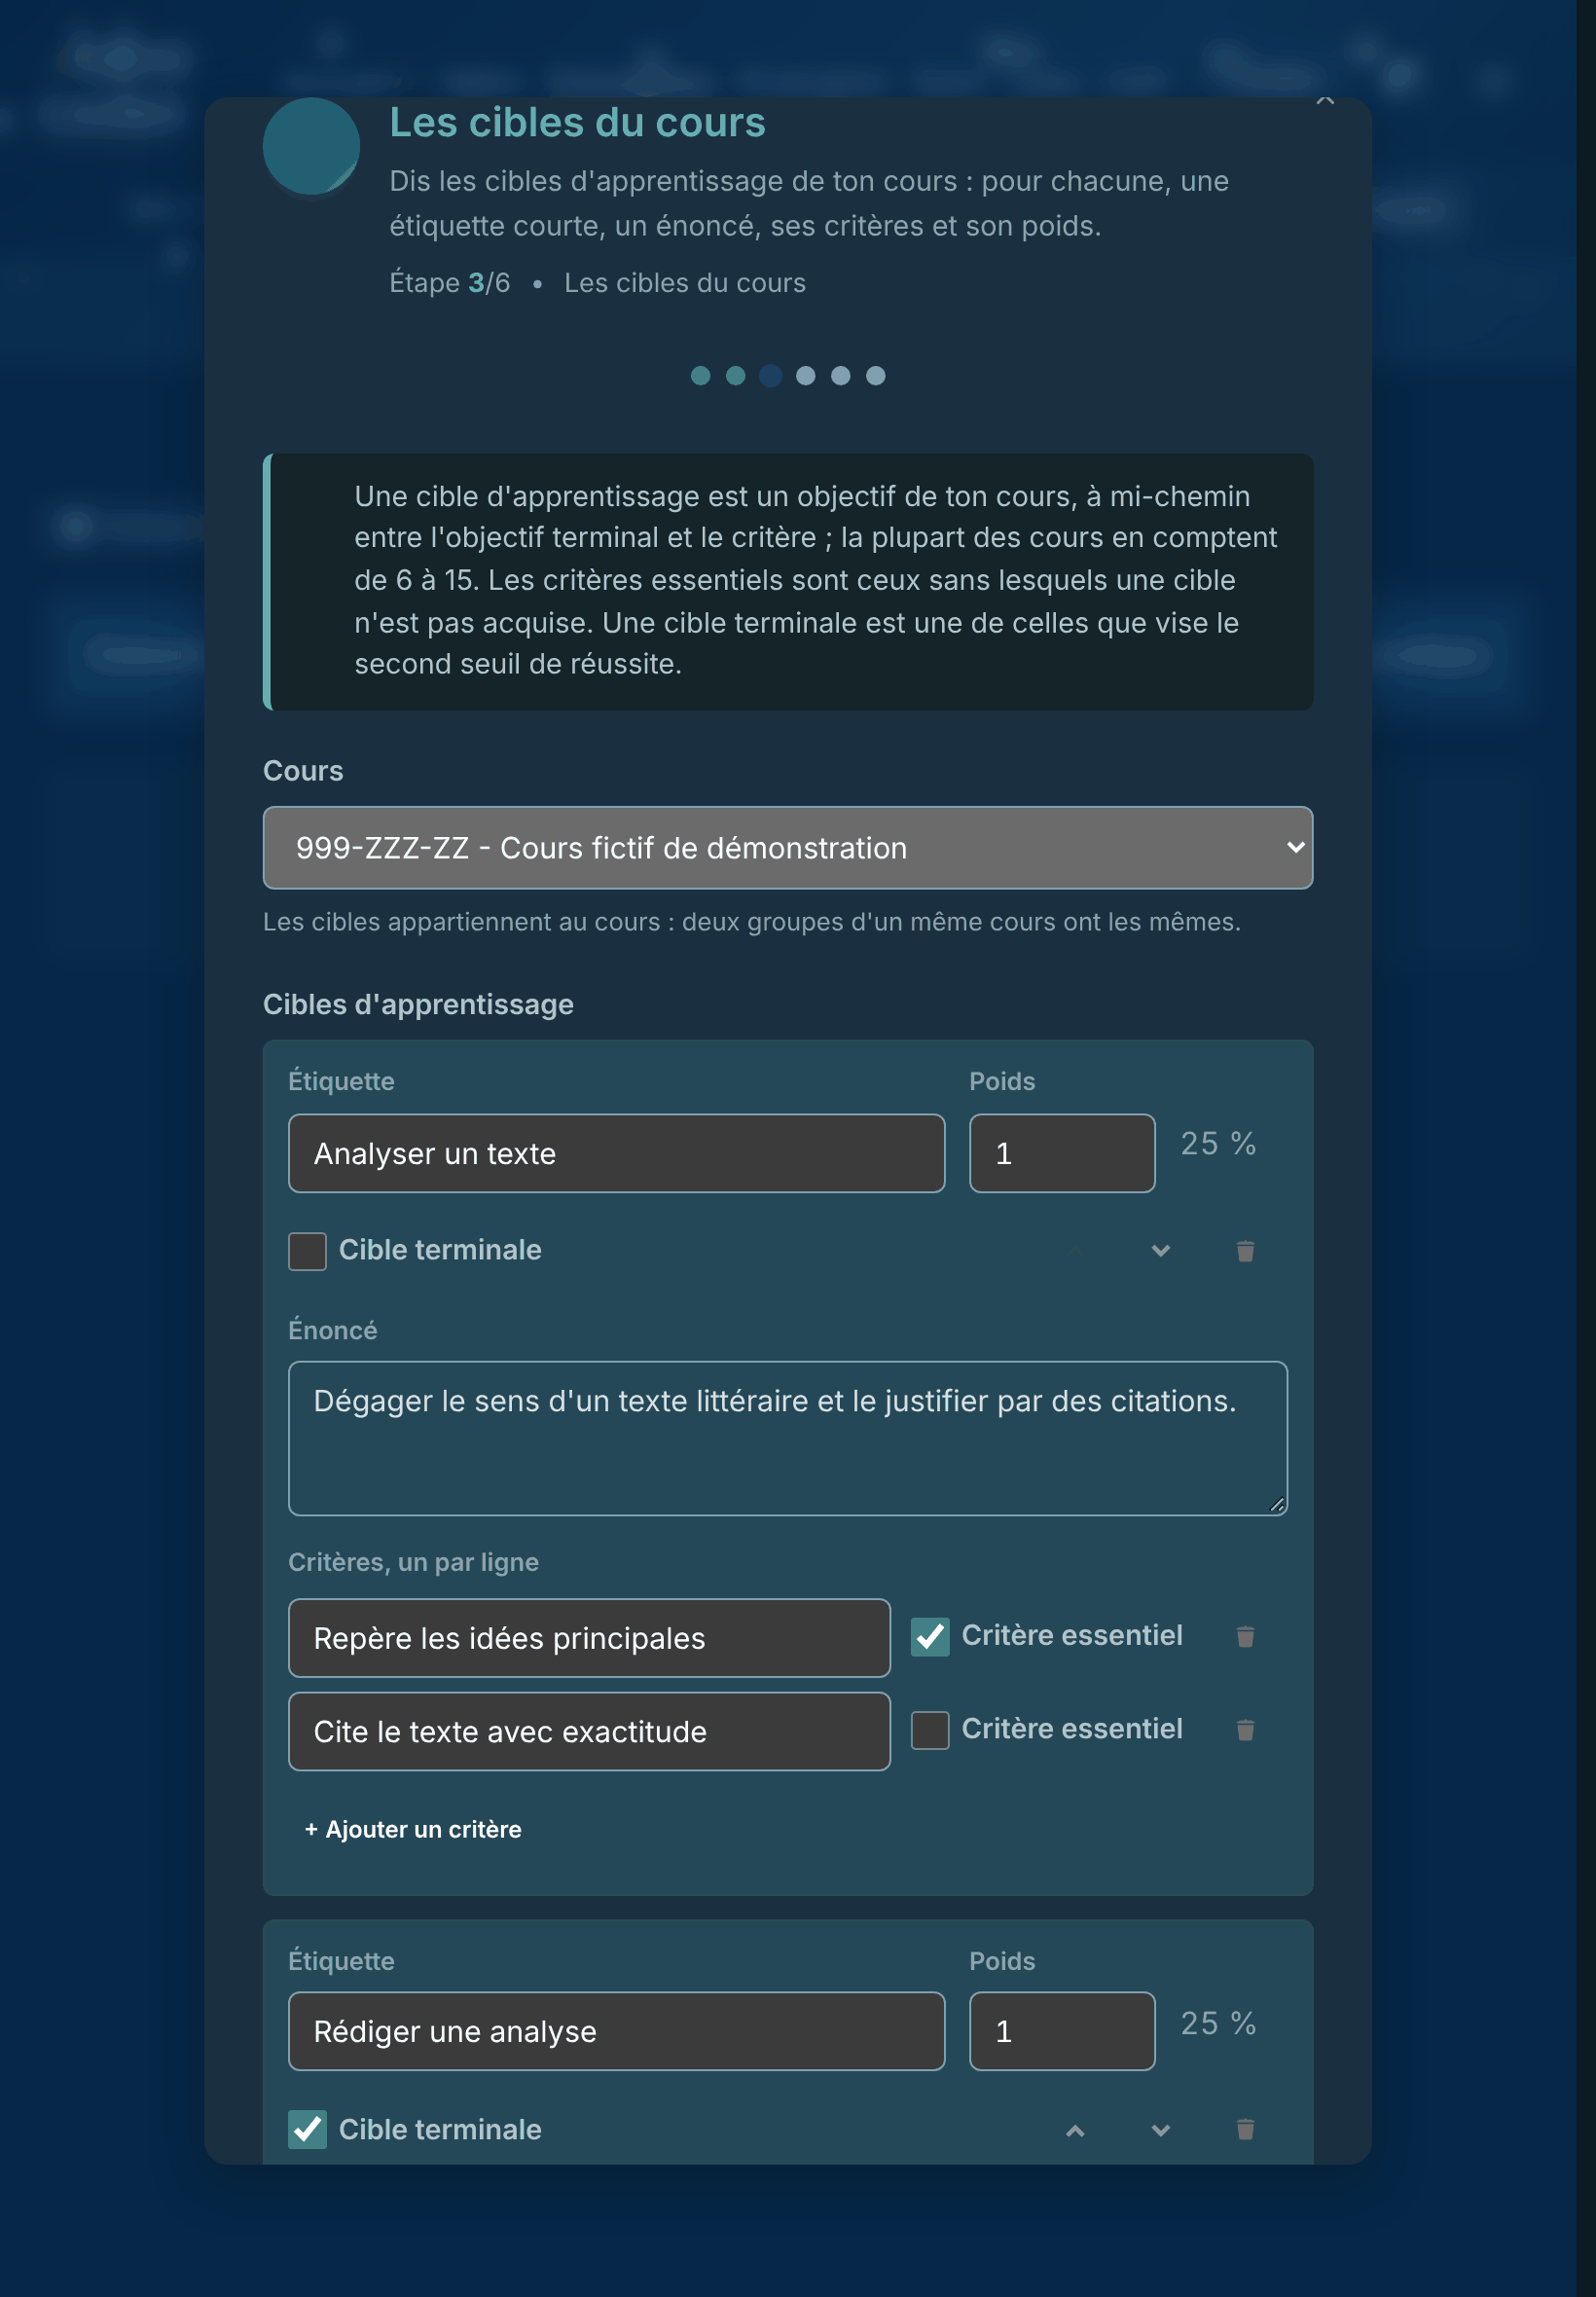 Les cibles du cours
Dis les cibles d'apprentissage de ton cours : pour chacune, une
étiquette courte, un énoncé, ses critères et son poids.
Étape 3/6 • Les cibles du cours
Une cible d'apprentissage est un objectif de ton cours, à mi-chemin
entre l'objectif terminal et le critère ; la plupart des cours en comptent
de 6 à 15. Les critères essentiels sont ceux sans lesquels une cible
n'est pas acquise. Une cible terminale est une de celles que vise le
second seuil de réussite.
Cours
999-ZZZ-ZZ - Cours fictif de démonstration
Les cibles appartiennent au cours : deux groupes d'un même cours ont les mêmes.
Cibles d'apprentissage
Étiquette Poids
Analyser un texte 1 25 %
Cible terminale
Énoncé
Dégager le sens d'un texte littéraire et le justifier par des citations.
Critères, un par ligne
Repère les idées principales Critère essentiel
Cite le texte avec exactitude Critère essentiel
+ Ajouter un critère
Étiquette Poids
Rédiger une analyse 1 25 %
Cible terminale